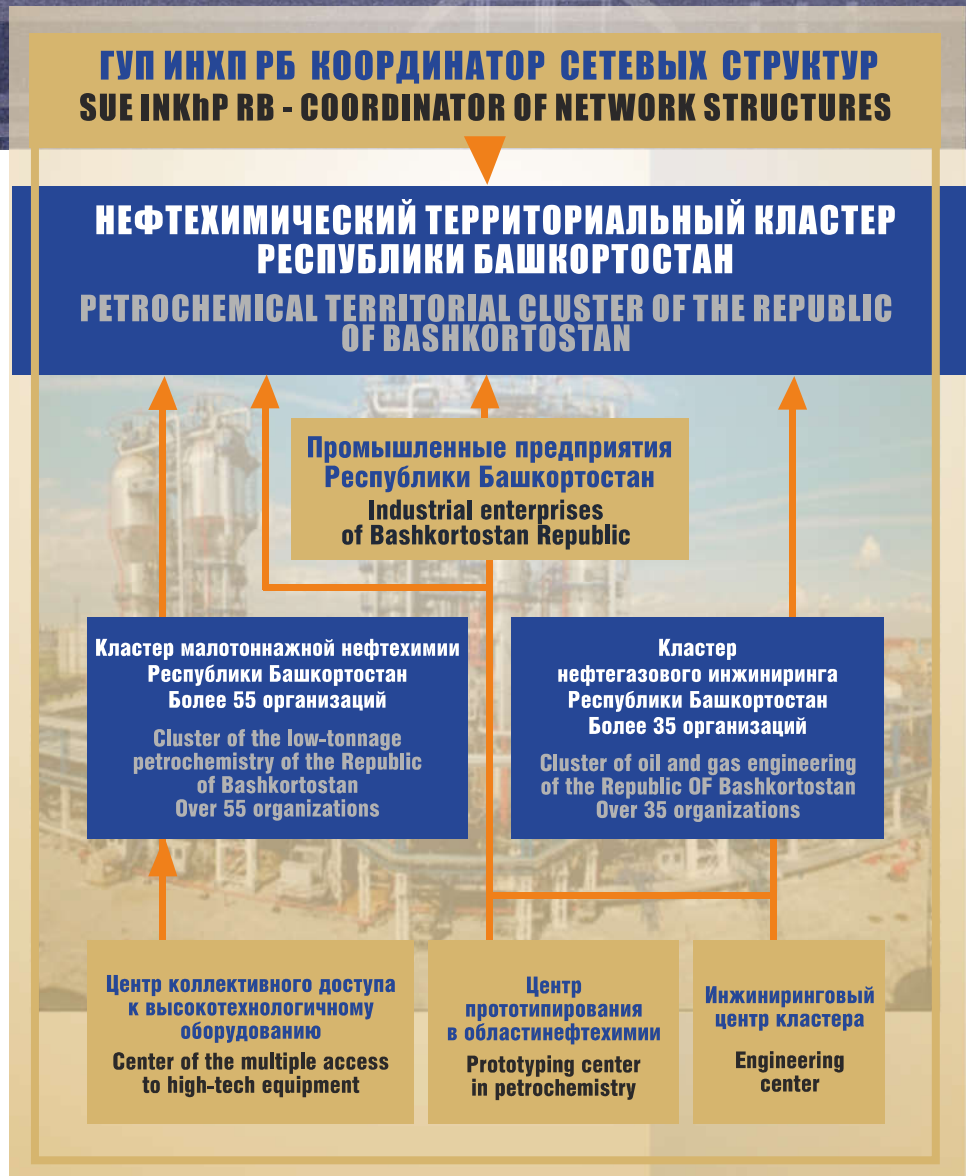 ГУП ИНХП РБ КООРДИНАТОР СЕТЕВЫХ СТРУКТУР
SUE INKhP RB - COORDINATOR OF NETWORK STRUCTURES
НЕФТЕХИМИЧЕСКИЙ ТЕРРИТОРИАЛЬНЫЙ КЛАСТЕР
РЕСПУБЛИКИ БАШКОРТОСТАН
PETROCHEMICAL TERRITORIAL CLUSTER OF THE REPUBLIC
OF BASHKORTOSTAN
Промышленные предприятия
Республики Башкортостан
Industrial enterprises
of Bashkortostan Republic
Кластер малотоннажной нефтехимии
Республики Башкортостан
Более 55 организаций
Cluster of the low-tonnage
petrochemistry of the Republic
of Bashkortostan
Over 55 organizations
Кластер
нефтегазового инжиниринга
Республики Башкортостан
Более 35 организаций
Cluster of oil and gas engineering
of the Republic OF Bashkortostan
Over 35 organizations
Центр коллективного доступа
к высокотехнологичному
оборудованию
Center of the multiple access
to high-tech equipment
Центр
прототипирования
в областинефтехимии
Prototyping center
in petrochemistry
Инжиниринговый
центр кластера
Engineering
center